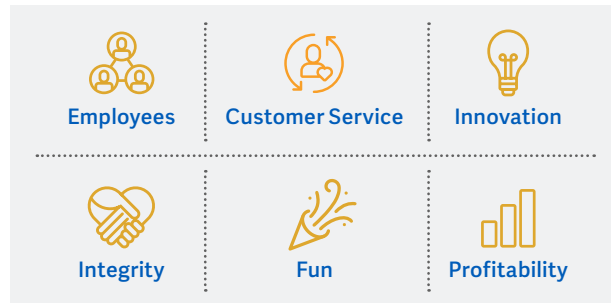 Employees
Customer Service
Innovation
Integrity
Fun
Profitability